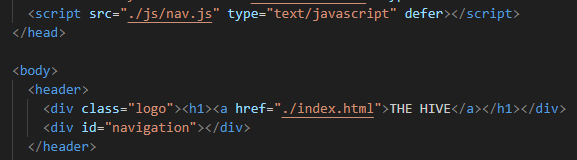 <script src="./js/nav.js" type="text/javascript" defer></script>
</head>
<body>
<header>
<div class="logo"><h1><a href="./index.html">THE HIVE</a></h1></div>
<div id="navigation"></div>
</header>